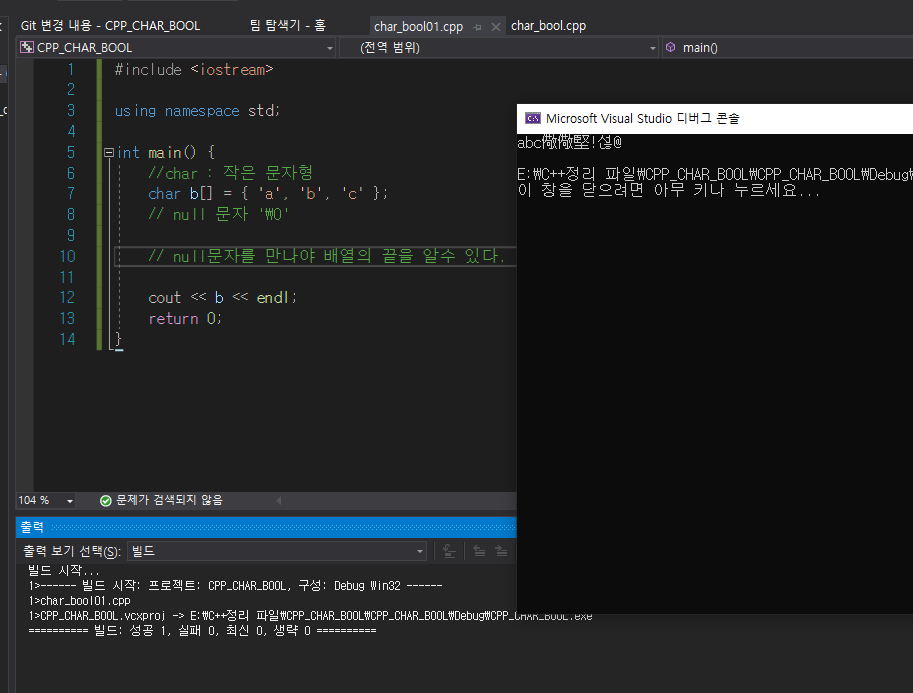 Git 변경 내용 - CPP_CHAR_BOOL 팀 탐색기 - 홈 char_bool01.cpp char_bool.cpp
CPP_CHAR_BOOL (전역 범위) main()
1 #include <iostream>
2
3 using namespace std;
4
5 int main() {
6 //char : 작은 문자형
7 char b[] = { 'a', 'b', 'c' };
8 // null 문자 '₩0'
9
10 // null문자를 만나야 배열의 끝을 알수 있다.
11
12 cout << b << endl;
13 return 0;
14 }
Microsoft Visual Studio 디버그 콘솔
E:₩C++정리 파일₩CPP_CHAR_BOOL₩CPP_CHAR_BOOL₩Debug₩
이 창을 닫으려면 아무 키나 누르세요...
104 % 문제가 검색되지 않음
출력
출력 보기 선택(S): 빌드
빌드 시작...
1>------ 빌드 시작: 프로젝트: CPP_CHAR_BOOL, 구성: Debug Win32 ------
1>char_bool01.cpp
1>CPP_CHAR_BOOL.vcxproj -> E:₩C++정리 파일₩CPP_CHAR_BOOL₩CPP_CHAR_BOOL₩Debug₩CPP_CHAR_BOOL.exe
========== 빌드: 성공 1, 실패 0, 최신 0, 생략 0 ==========